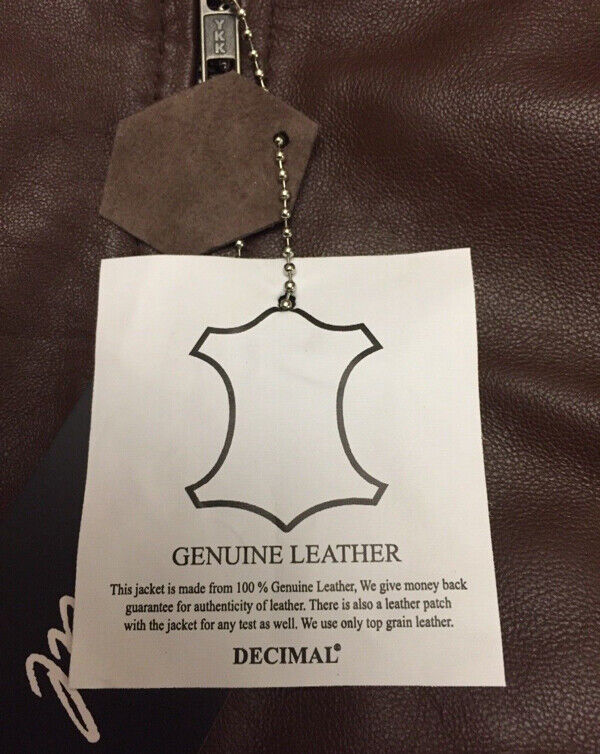 YKK
GENUINE LEATHER
This jacket is made from 100 % Genuine Leather, We give money back
guarantee for authenticity of leather. There is also a leather patch
with the jacket for any test as well. We use only top grain leather.
DECIMAL®